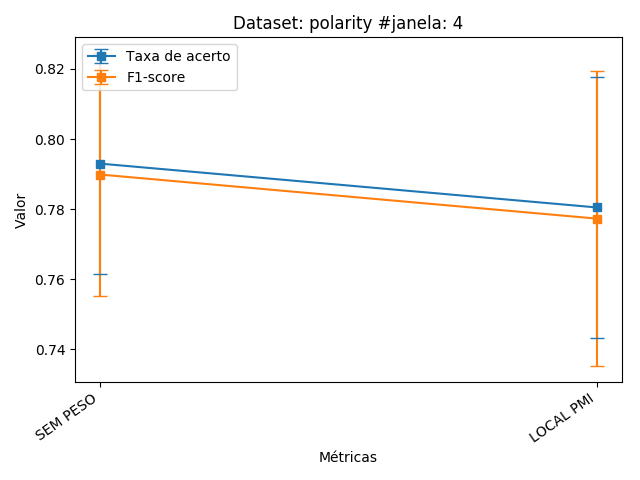 Dataset: polarity #janela: 4
Taxa de acerto
F1-score
0.82
0.80
0.78
0.76
0.74
Valor
SEM PESO
LOCAL PMI
Métricas